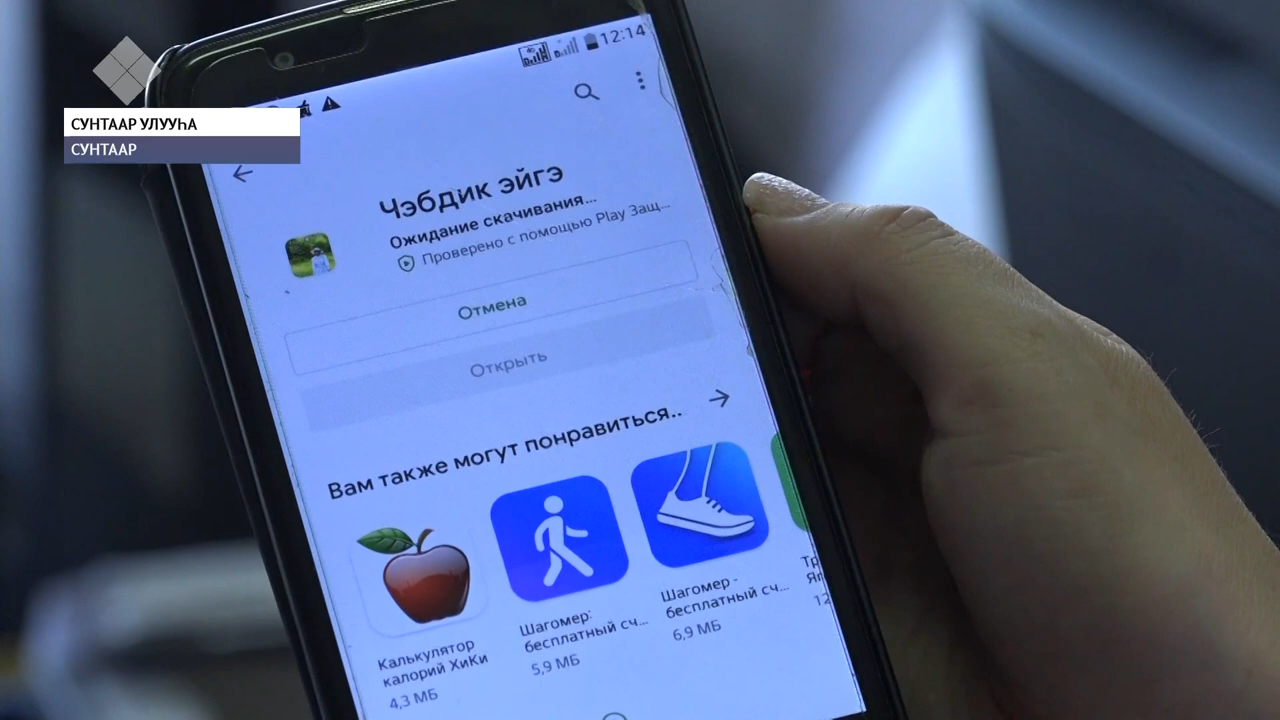 СУНТААР УЛУУҺА
СУНТААР
12:14
Чэбдик эйгэ
Ожидание скачивания...
Проверено с помощью Play Защ...
Отмена
Открыть
Вам также могут понравиться..
Калькулятор
калорий ХиКи
4,3 МБ
Шагомер:
бесплатный сч...
5,9 МБ
Шагомер -
бесплатный сч...
6,9 МБ
12